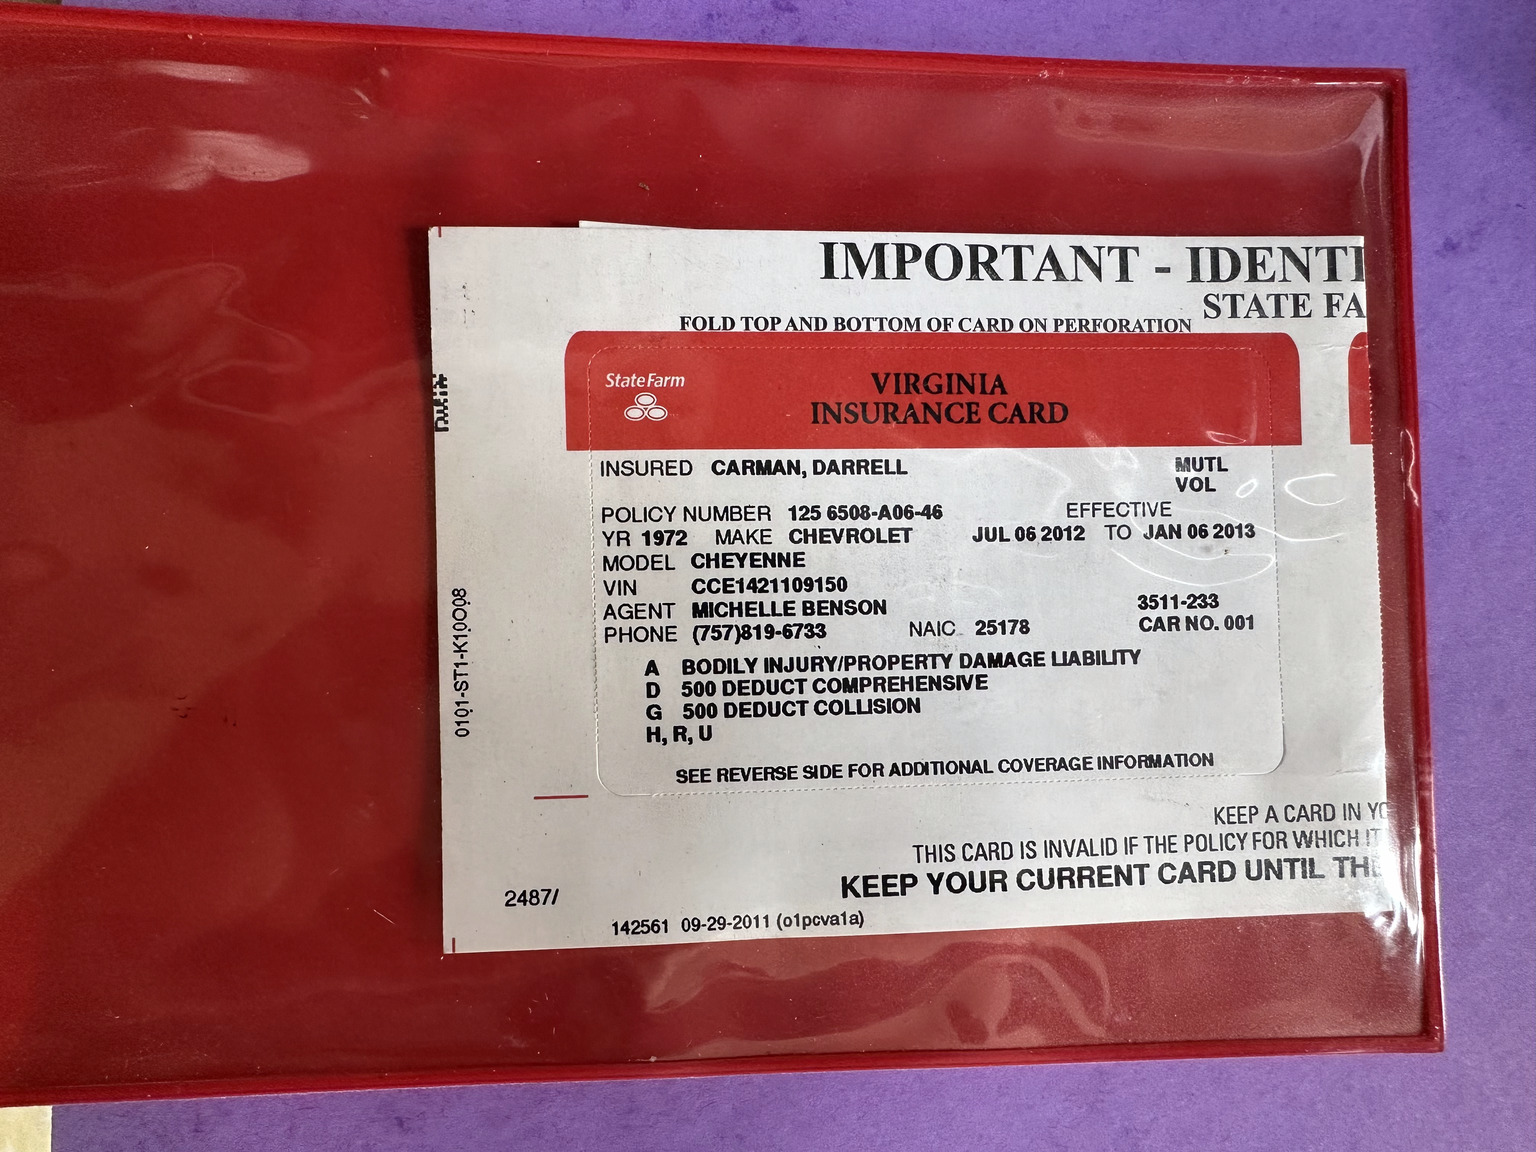 IMPORTANT - IDENTI
STATE FA
FOLD TOP AND BOTTOM OF CARD ON PERFORATION
StateFarm
VIRGINIA
INSURANCE CARD
INSURED CARMAN, DARRELL MUTL
VOL
POLICY NUMBER 125 6508-A06-46 EFFECTIVE
YR 1972 MAKE CHEVROLET JUL 06 2012 TO JAN 06 2013
MODEL CHEYENNE
VIN CCE1421109150
AGENT MICHELLE BENSON 3511-233
PHONE (757)819-6733 NAIC 25178 CAR NO. 001
A BODILY INJURY/PROPERTY DAMAGE LIABILITY
D 500 DEDUCT COMPREHENSIVE
G 500 DEDUCT COLLISION
H, R, U
SEE REVERSE SIDE FOR ADDITIONAL COVERAGE INFORMATION
KEEP A CARD IN YO
THIS CARD IS INVALID IF THE POLICY FOR WHICH IT
KEEP YOUR CURRENT CARD UNTIL THE
2487/
142561 09-29-2011 (o1pcva1a)
0101-ST1-K10O08